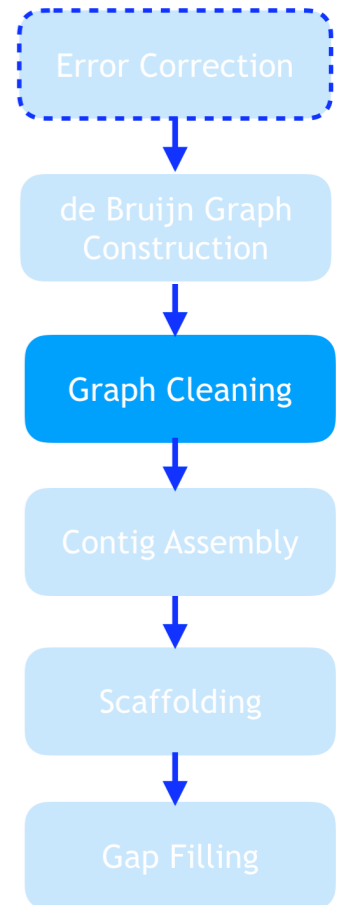 Error Correction
de Bruijn Graph
Construction
Graph Cleaning
Contig Assembly
Scaffolding
Gap Filling